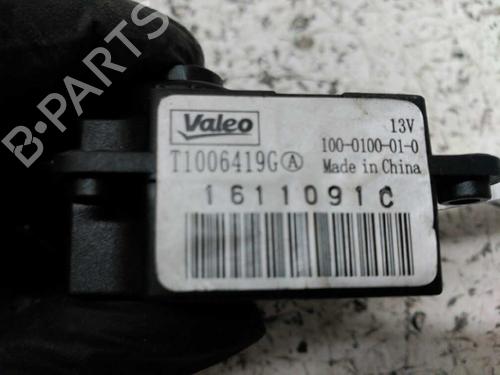 B-PARTS
Valeo
13V
100-0100-01-0
T1006419G Ⓐ
Made in China
1611091C